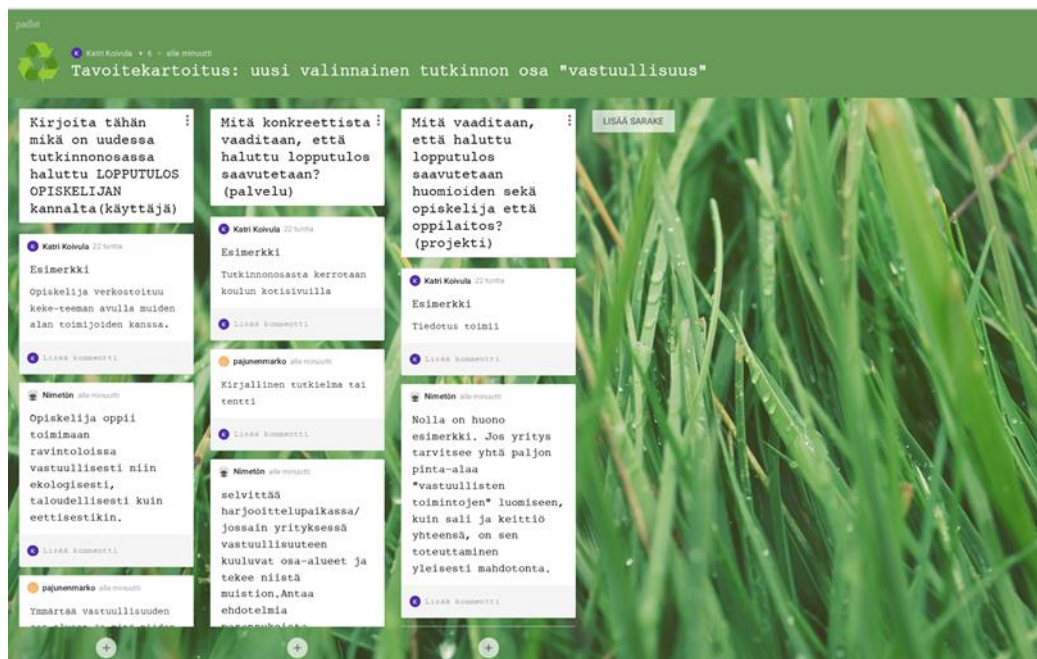 padlet
Katri Koivula + 6 • alle minuutti
Tavoitekartoitus: uusi valinnainen tutkinnon osa "vastuullisuus"
Kirjoita tähän
mikä on uudessa
tutkinnonosassa
haluttu LOPPUTULOS
OPISKELIJAN
kannalta(käyttäjä)
K Katri Koivula 22 tuntia
Esimerkki
Opiskelija verkostoituu
keke-teeman avulla muiden
alan toimijoiden kanssa.
K Lisää kommentti
Nimetön alle minuutti
Opiskelija oppii
toimimaan
ravintoloissa
vastuullisesti niin
ekologisesti,
taloudellisesti kuin
eettisestikin.
K Lisää kommentti
pajunenmarko alle minuutti
Ymmärtää vastuullisuuden
Mitä konkreettista
vaaditaan, että
haluttu lopputulos
saavutetaan?
(palvelu)
K Katri Koivula 22 tuntia
Esimerkki
Tutkinnonosasta kerrotaan
koulun kotisivuilla
K Lisää kommentti
pajunenmarko alle minuutti
Kirjallinen tutkielma tai
tentti
K Lisää kommentti
Nimetön alle minuutti
selvittää
harjooittelupaikassa/
jossain yrityksessä
vastuullisuuteen
kuuluvat osa-alueet ja
tekee niistä
muistion.Antaa
ehdotelmia
Mitä vaaditaan,
että haluttu
lopputulos
saavutetaan
huomioiden sekä
opiskelija että
oppilaitos?
(projekti)
K Katri Koivula 22 tuntia
Esimerkki
Tiedotus toimii
K Lisää kommentti
Nimetön alle minuutti
Nolla on huono
esimerkki. Jos yritys
tarvitsee yhtä paljon
pinta-alaa
"vastuullisten
toimintojen" luomiseen,
kuin sali ja keittiö
yhteensä, on sen
toteuttaminen
yleisesti mahdotonta.
K Lisää kommentti
LISÄÄ SARAKE